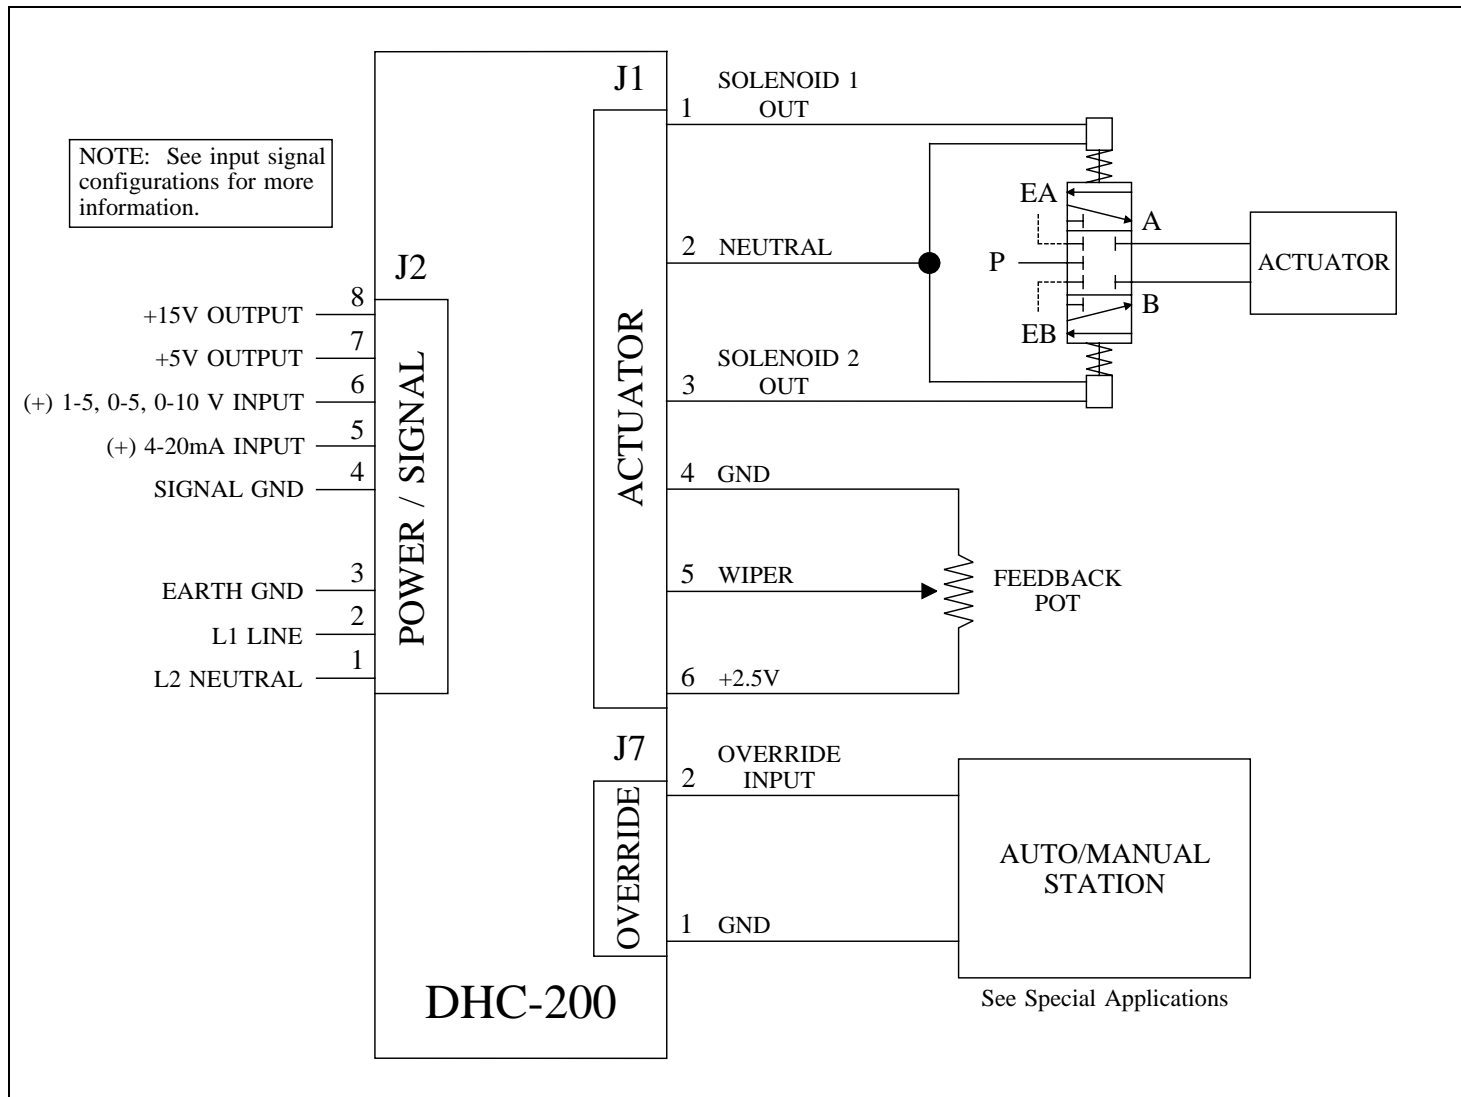 NOTE: See input signal
configurations for more
information.
J2
8
+15V OUTPUT
7
+5V OUTPUT
6
(+) 1-5, 0-5, 0-10 V INPUT
5
(+) 4-20mA INPUT
4
SIGNAL GND
3
EARTH GND
2
L1 LINE
1
L2 NEUTRAL
POWER / SIGNAL
J1
ACTUATOR
1
SOLENOID 1
OUT
2
NEUTRAL
3
SOLENOID 2
OUT
4
GND
5
WIPER
6
+2.5V
EA
A
P
B
EB
ACTUATOR
FEEDBACK
POT
J7
OVERRIDE
2
OVERRIDE
INPUT
1
GND
AUTO/MANUAL
STATION
See Special Applications
DHC-200